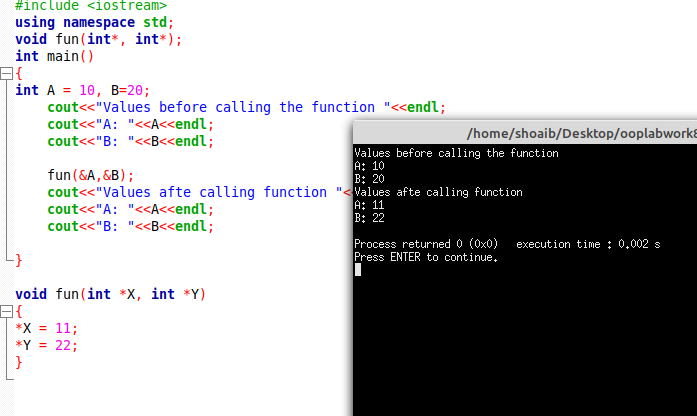 #include <iostream>
using namespace std;
void fun(int*, int*);
int main()
{
int A = 10, B=20;
cout<<"Values before calling the function "<<endl;
cout<<"A: "<<A<<endl;
cout<<"B: "<<B<<endl;
fun(&A,&B);
cout<<"Values afte calling function "<
cout<<"A: "<<A<<endl;
cout<<"B: "<<B<<endl;
}
void fun(int *X, int *Y)
{
*X = 11;
*Y = 22;
}
/home/shoaib/Desktop/ooplabwork8
Values before calling the function
A: 10
B: 20
Values afte calling function
A: 11
B: 22
Process returned 0 (0x0)   execution time : 0.002 s
Press ENTER to continue.